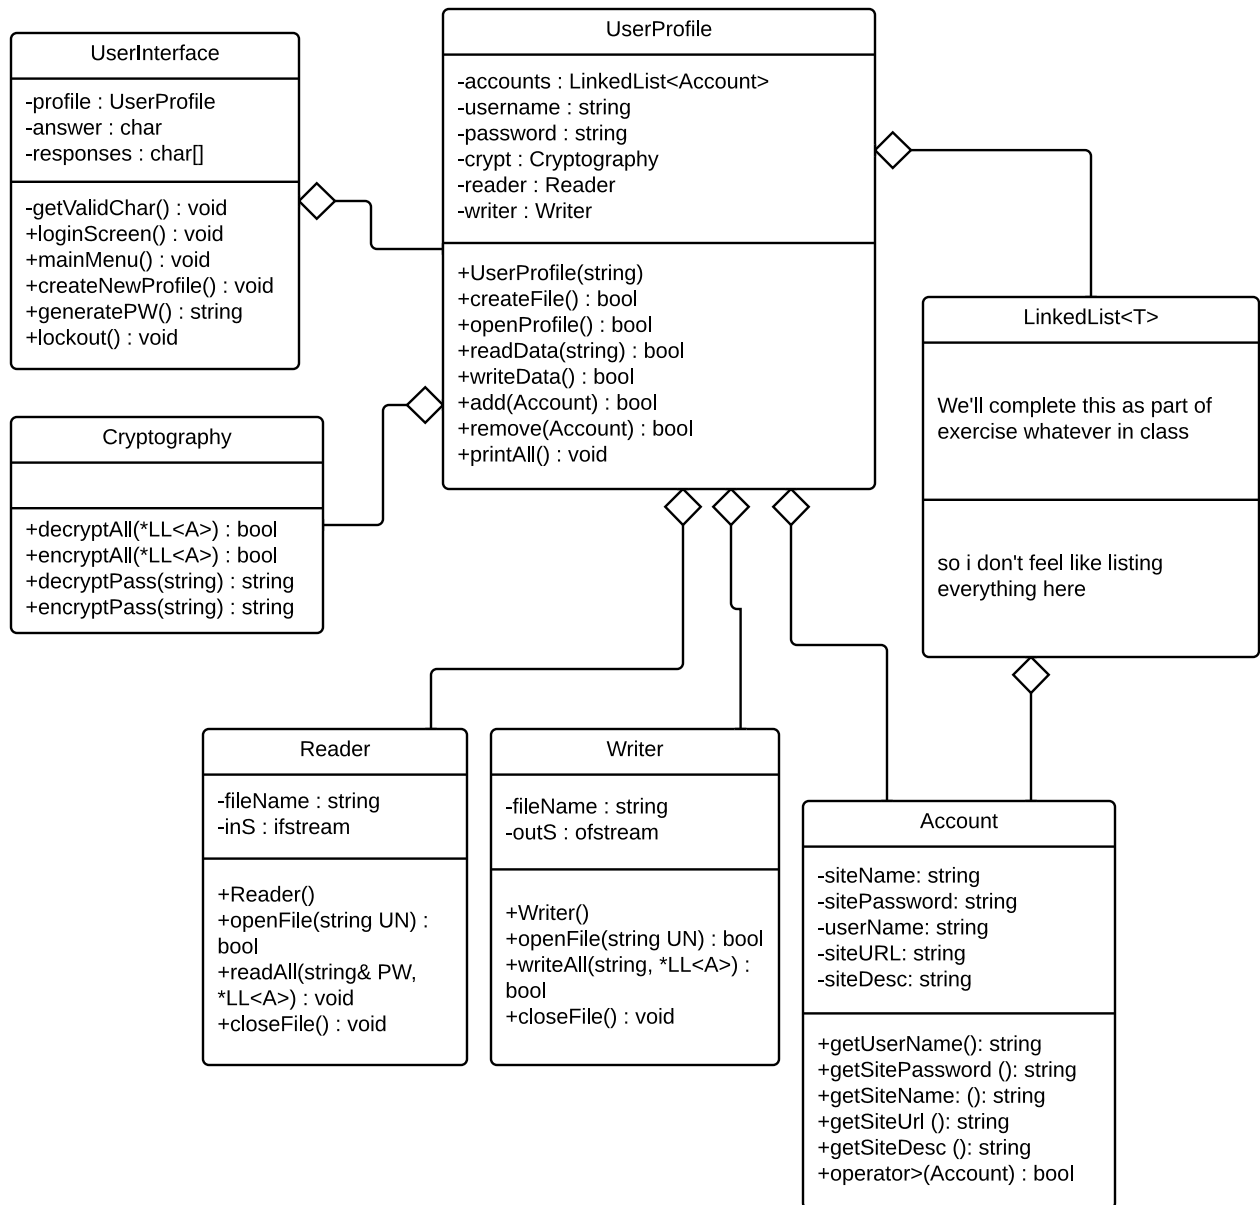 UserInterface
-profile : UserProfile
-answer : char
-responses : char[]
-getValidChar() : void
+loginScreen() : void
+mainMenu() : void
+createNewProfile() : void
+generatePW() : string
+lockout() : void
UserProfile
-accounts : LinkedList<Account>
-username : string
-password : string
-crypt : Cryptography
-reader : Reader
-writer : Writer
+UserProfile(string)
+createFile() : bool
+openProfile() : bool
+readData(string) : bool
+writeData() : bool
+add(Account) : bool
+remove(Account) : bool
+printAll() : void
LinkedList<T>
We'll complete this as part of
exercise whatever in class
so i don't feel like listing
everything here
Cryptography
+decryptAll(*LL<A>) : bool
+encryptAll(*LL<A>) : bool
+decryptPass(string) : string
+encryptPass(string) : string
Reader
-fileName : string
-inS : ifstream
+Reader()
+openFile(string UN) :
bool
+readAll(string& PW,
*LL<A>) : void
+closeFile() : void
Writer
-fileName : string
-outS : ofstream
+Writer()
+openFile(string UN) : bool
+writeAll(string, *LL<A>) :
bool
+closeFile() : void
Account
-siteName: string
-sitePassword: string
-userName: string
-siteURL: string
-siteDesc: string
+getUserName(): string
+getSitePassword (): string
+getSiteName: (): string
+getSiteUrl (): string
+getSiteDesc (): string
+operator>(Account) : bool